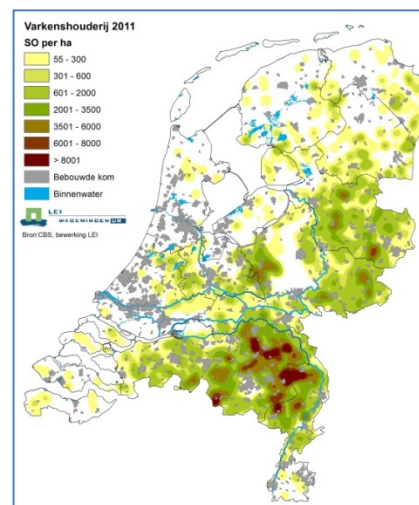 Varkenshouderij 2011
SO per ha
55 - 300
301 - 600
601 - 2000
2001 - 3500
3501 - 6000
6001 - 8000
> 8001
Bebouwde kom
Binnenwater
LEI
WAGENINGEN UR
Bron:CBS, bewerking LEI